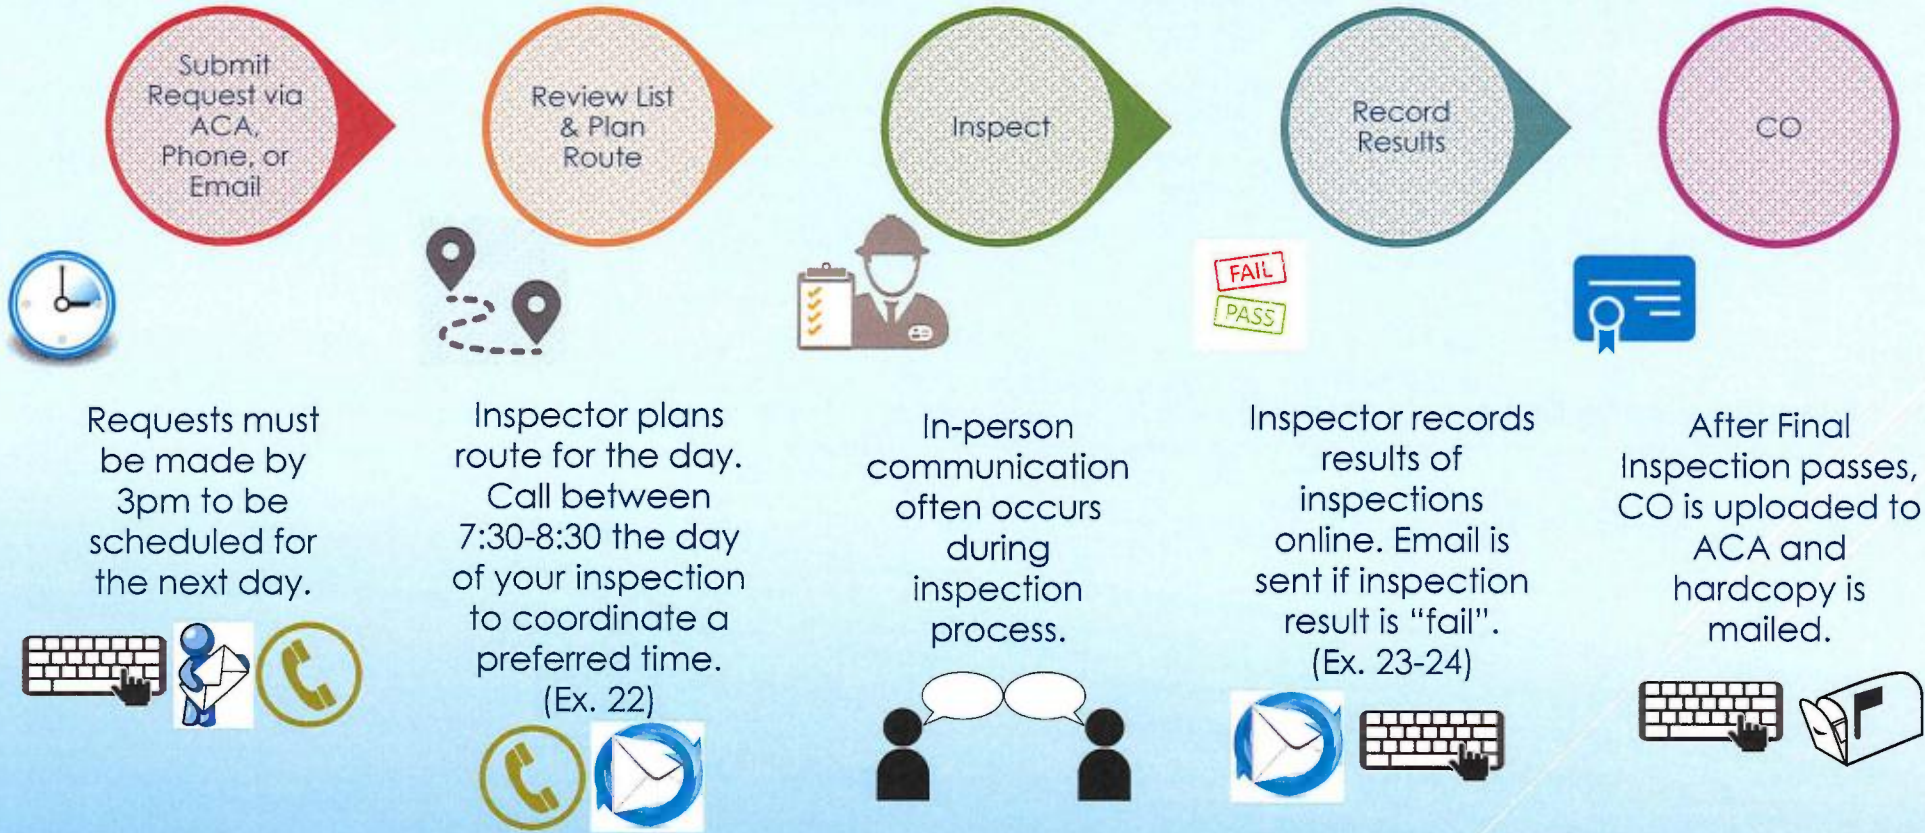 Submit
Request via
ACA,
Phone, or
Email
Review List
& Plan
Route
Inspect
Record
Results
CO
FAIL
PASS
Requests must
be made by
3pm to be
scheduled for
the next day.
Inspector plans
route for the day.
Call between
7:30-8:30 the day
of your inspection
to coordinate a
preferred time.
(Ex. 22)
In-person
communication
often occurs
during
inspection
process.
Inspector records
results of
inspections
online. Email is
sent if inspection
result is “fail”.
(Ex. 23-24)
After Final
Inspection passes,
CO is uploaded to
ACA and
hardcopy is
mailed.